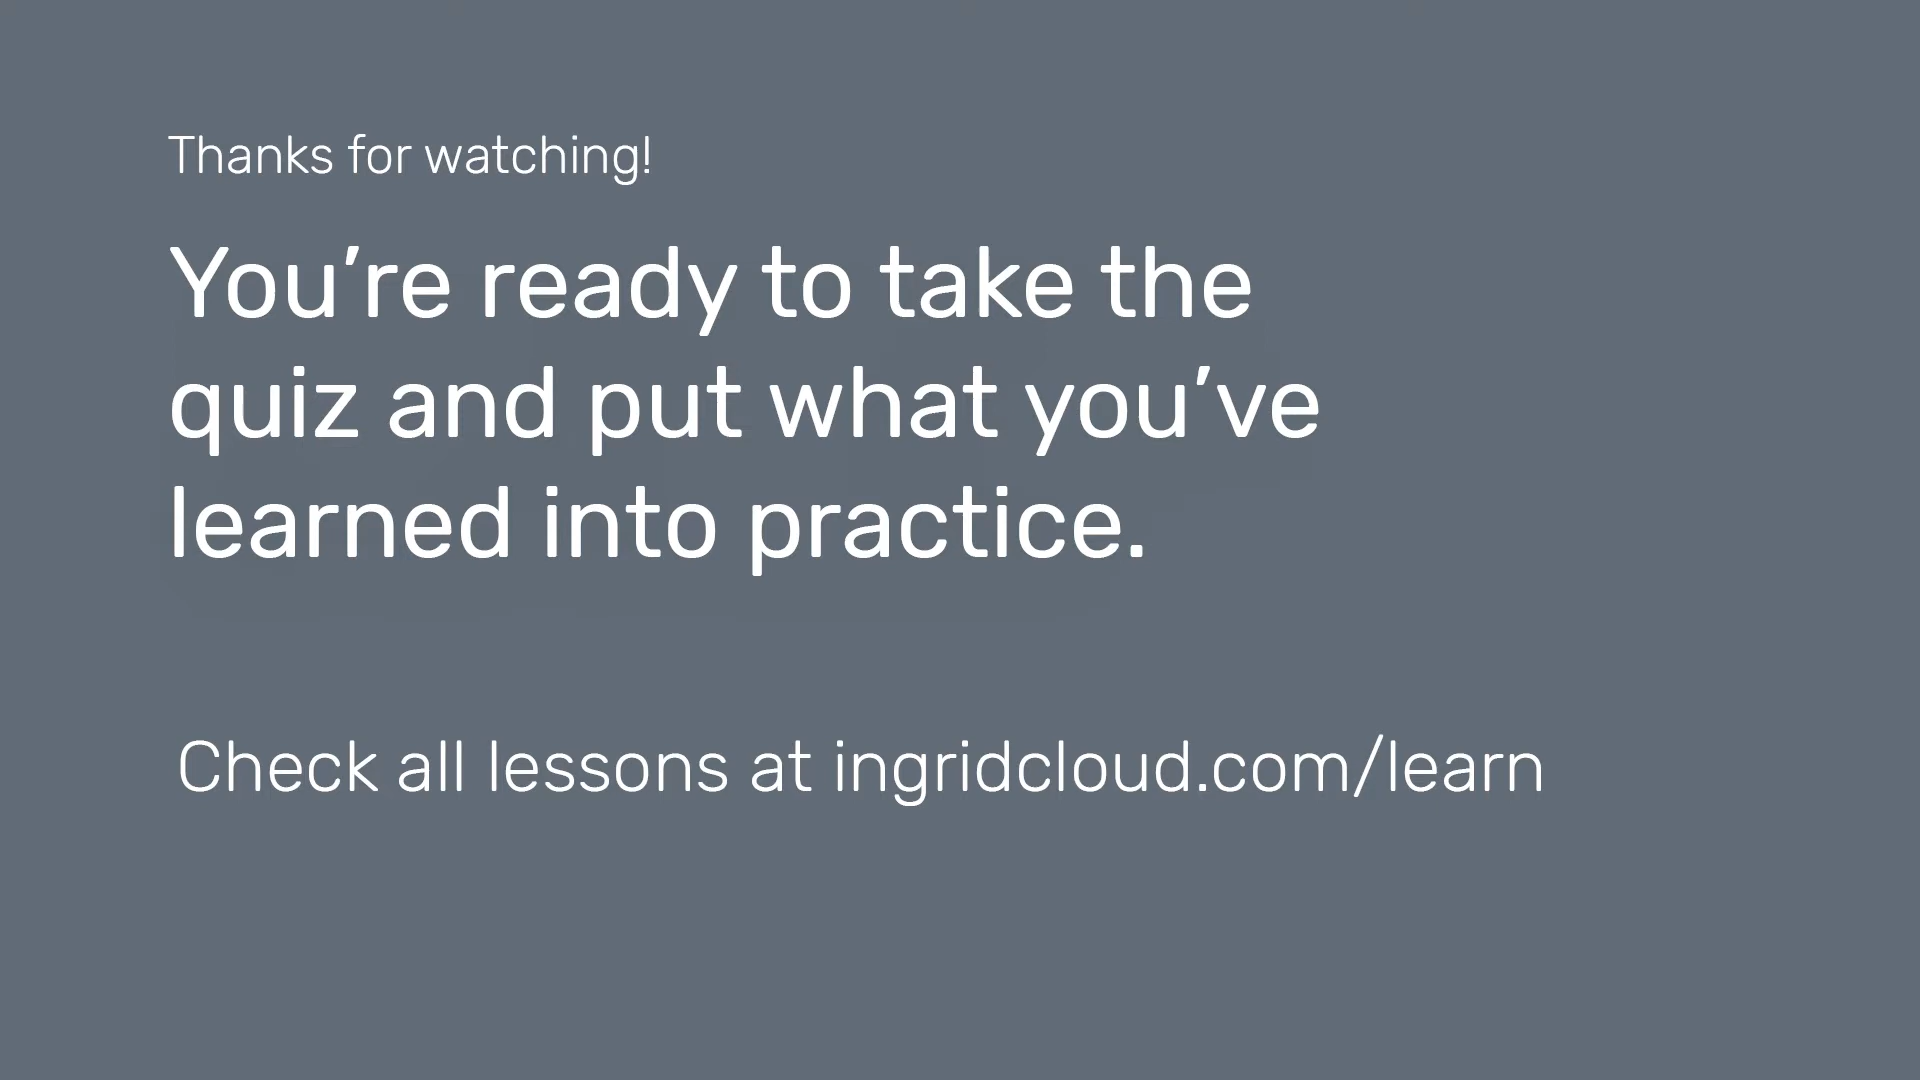 Thanks for watching!
You’re ready to take the
quiz and put what you’ve
learned into practice.
Check all lessons at ingridcloud.com/learn